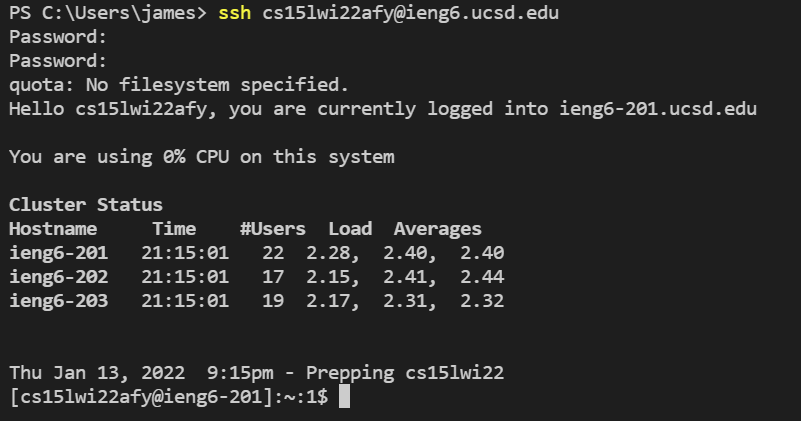 PS C:\Users\james> ssh cs15lwi22afy@ieng6.ucsd.edu
Password:
Password:
quota: No filesystem specified.
Hello cs15lwi22afy, you are currently logged into ieng6-201.ucsd.edu
You are using 0% CPU on this system
Cluster Status
Hostname     Time    #Users  Load  Averages
ieng6-201   21:15:01   22  2.28,  2.40,  2.40
ieng6-202   21:15:01   17  2.15,  2.41,  2.44
ieng6-203   21:15:01   19  2.17,  2.31,  2.32
Thu Jan 13, 2022  9:15pm - Prepping cs15lwi22
[cs15lwi22afy@ieng6-201]:~:1$